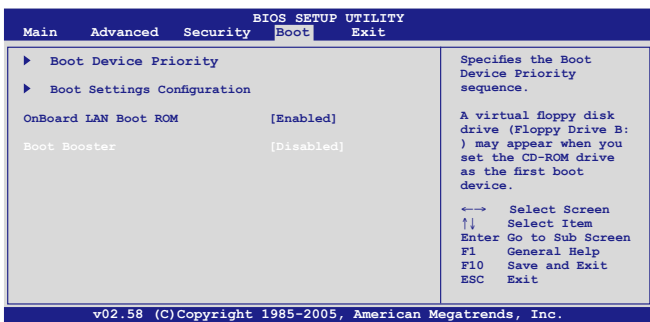 BIOS SETUP UTILITY
Main Advanced Security Boot Exit
Boot Device Priority
Boot Settings Configuration
OnBoard LAN Boot ROM [Enabled]
Boot Booster [Disabled]
Specifies the Boot
Device Priority
sequence.
A virtual floppy disk
drive (Floppy Drive B:
) may appear when you
set the CD-ROM drive
as the first boot
device.
←→ Select Screen
↑↓ Select Item
Enter Go to Sub Screen
F1 General Help
F10 Save and Exit
ESC Exit
v02.58 (C)Copyright 1985-2005, American Megatrends, Inc.